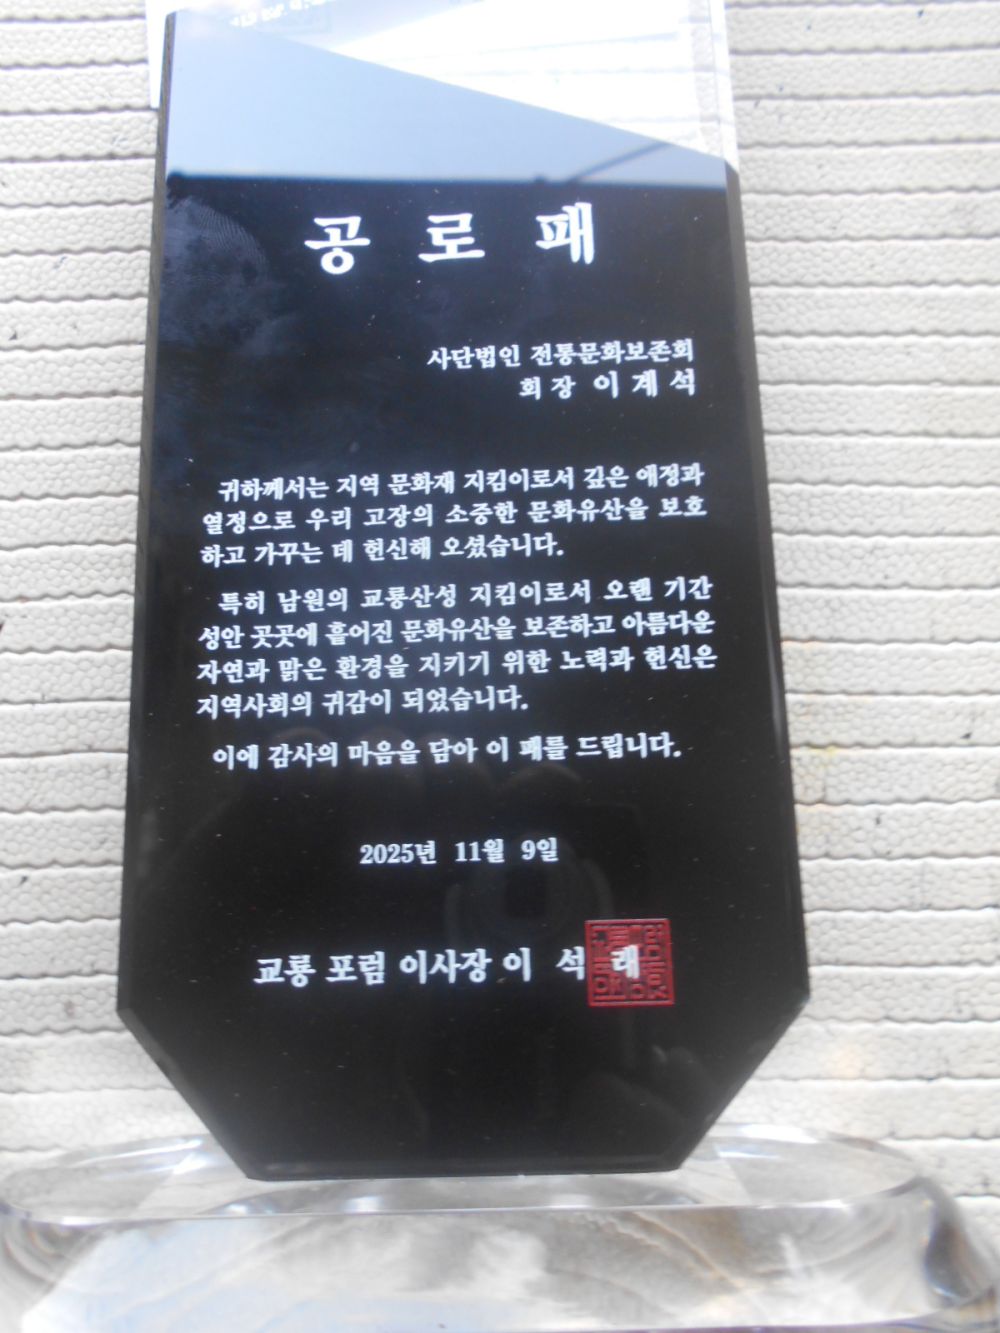 공로패
사단법인 전통문화보존회
회장 이계석
귀하께서는 지역 문화재 지킴이로서 깊은 애정과
열정으로 우리 고장의 소중한 문화유산을 보호
하고 가꾸는 데 헌신해 오셨습니다.
특히 남원의 교룡산성 지킴이로서 오랜 기간
성안 곳곳에 흩어진 문화유산을 보존하고 아름다운
자연과 맑은 환경을 지키기 위한 노력과 헌신은
지역사회의 귀감이 되었습니다.
이에 감사의 마음을 담아 이 패를 드립니다.
2025년 11월 9일
교룡 포럼 이사장 이석래